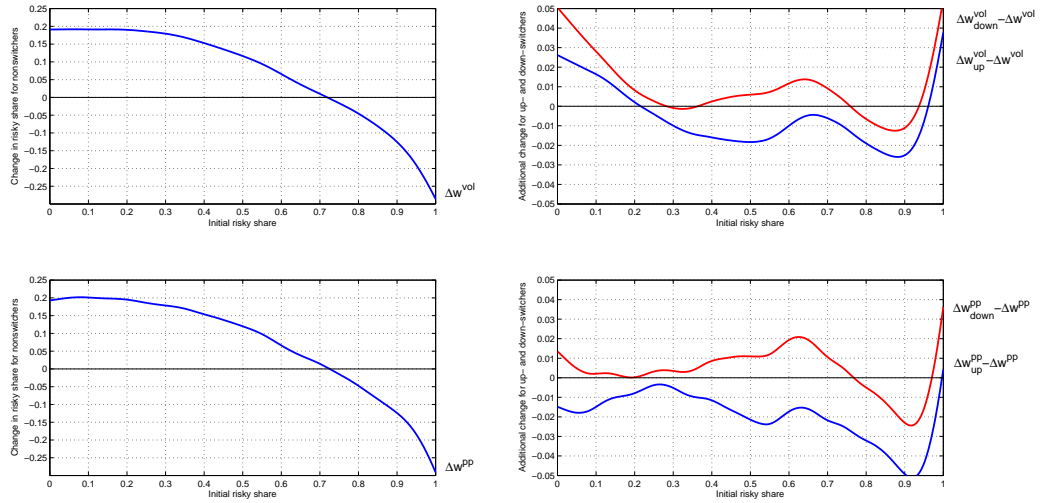 Change in risky share for nonswitchers
0.25
0.2
0.15
0.1
0.05
0
−0.05
−0.1
−0.15
−0.2
−0.25
0 0.1 0.2 0.3 0.4 0.5 0.6 0.7 0.8 0.9 1
Initial risky share
Δw^vol
Additional change for up− and down−switchers
0.05
0.04
0.03
0.02
0.01
0
−0.01
−0.02
−0.03
−0.04
−0.05
0 0.1 0.2 0.3 0.4 0.5 0.6 0.7 0.8 0.9 1
Initial risky share
Δw^vol_down−Δw^vol
Δw^vol_up−Δw^vol
Change in risky share for nonswitchers
0.25
0.2
0.15
0.1
0.05
0
−0.05
−0.1
−0.15
−0.2
−0.25
0 0.1 0.2 0.3 0.4 0.5 0.6 0.7 0.8 0.9 1
Initial risky share
Δw^pp
Additional change for up− and down−switchers
0.05
0.04
0.03
0.02
0.01
0
−0.01
−0.02
−0.03
−0.04
−0.05
0 0.1 0.2 0.3 0.4 0.5 0.6 0.7 0.8 0.9 1
Initial risky share
Δw^pp_down−Δw^pp
Δw^pp_up−Δw^pp